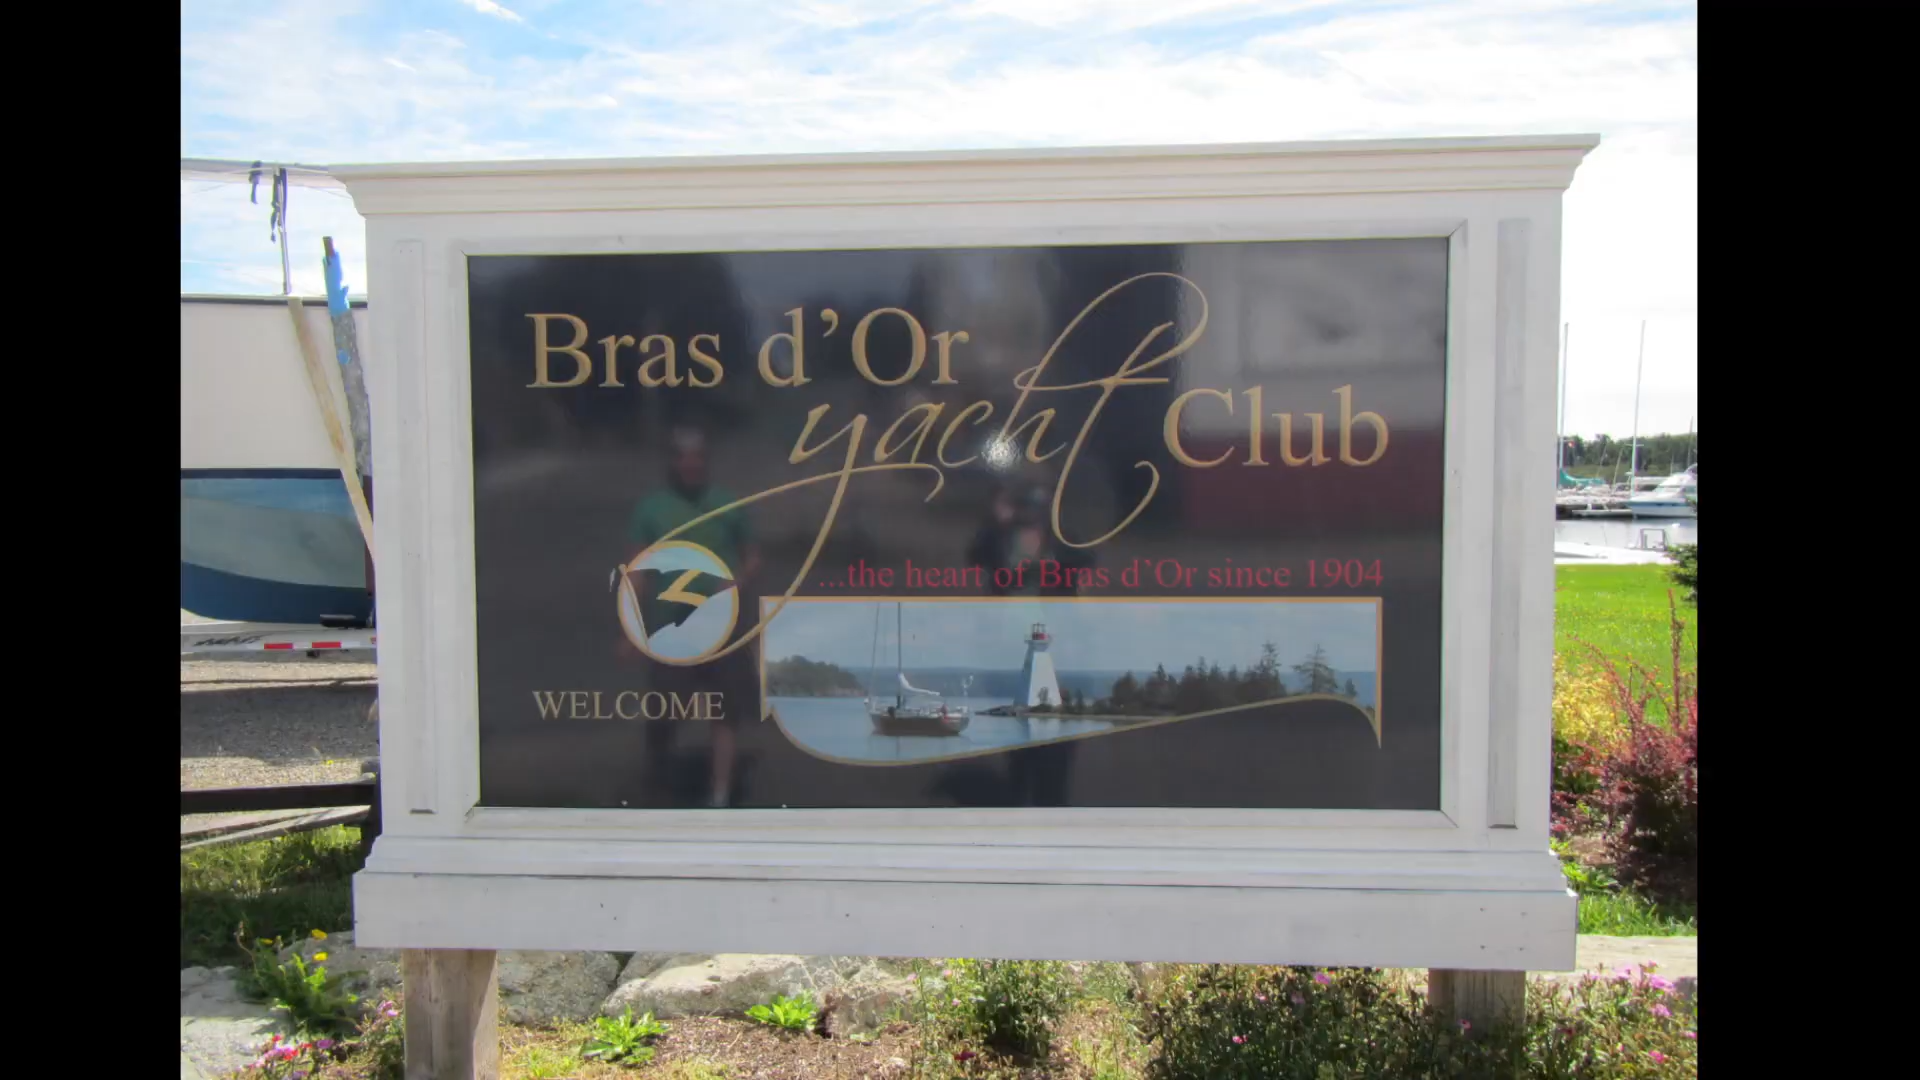 Bras d'Or
yacht Club
...the heart of Bras d'Or since 1904
WELCOME